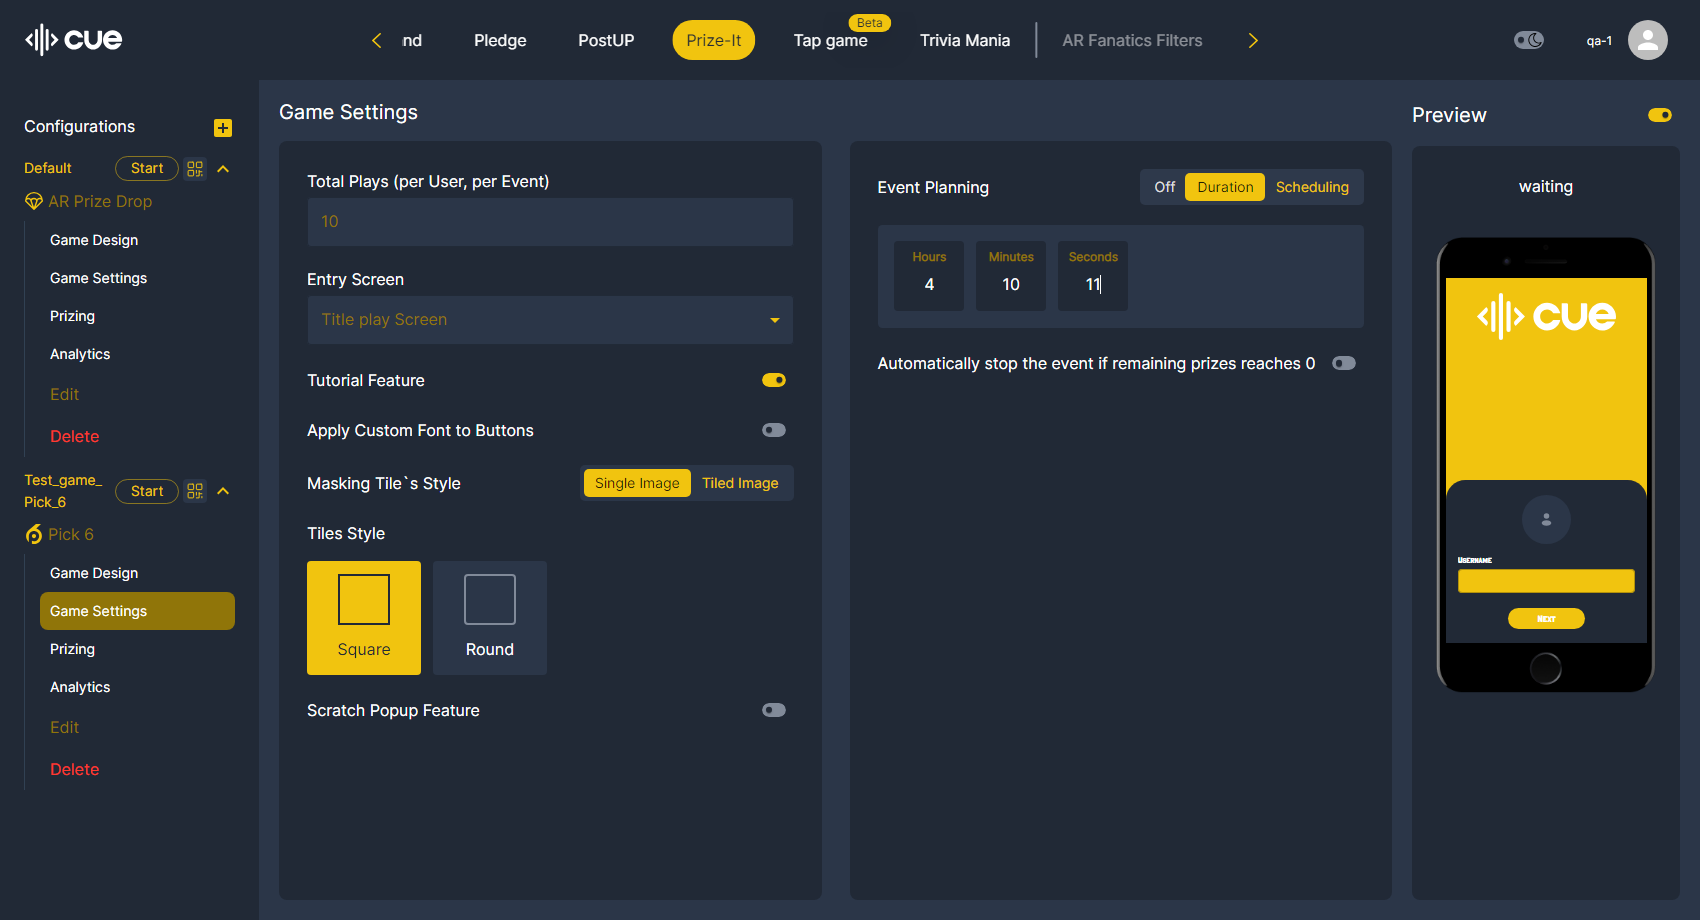 cue
nd
Pledge
PostUP
Prize-It
Tap game
Beta
Trivia Mania
AR Fanatics Filters
qa-1
Configurations
Default
Start
AR Prize Drop
Game Design
Game Settings
Prizing
Analytics
Edit
Delete
Test_game_
Pick_6
Start
Pick 6
Game Design
Game Settings
Prizing
Analytics
Edit
Delete
Game Settings
Total Plays (per User, per Event)
10
Entry Screen
Title play Screen
Tutorial Feature
Apply Custom Font to Buttons
Masking Tile`s Style
Single Image
Tiled Image
Tiles Style
Square
Round
Scratch Popup Feature
Event Planning
Off
Duration
Scheduling
Hours
4
Minutes
10
Seconds
11
Automatically stop the event if remaining prizes reaches 0
Preview
waiting
cue
Username
Next